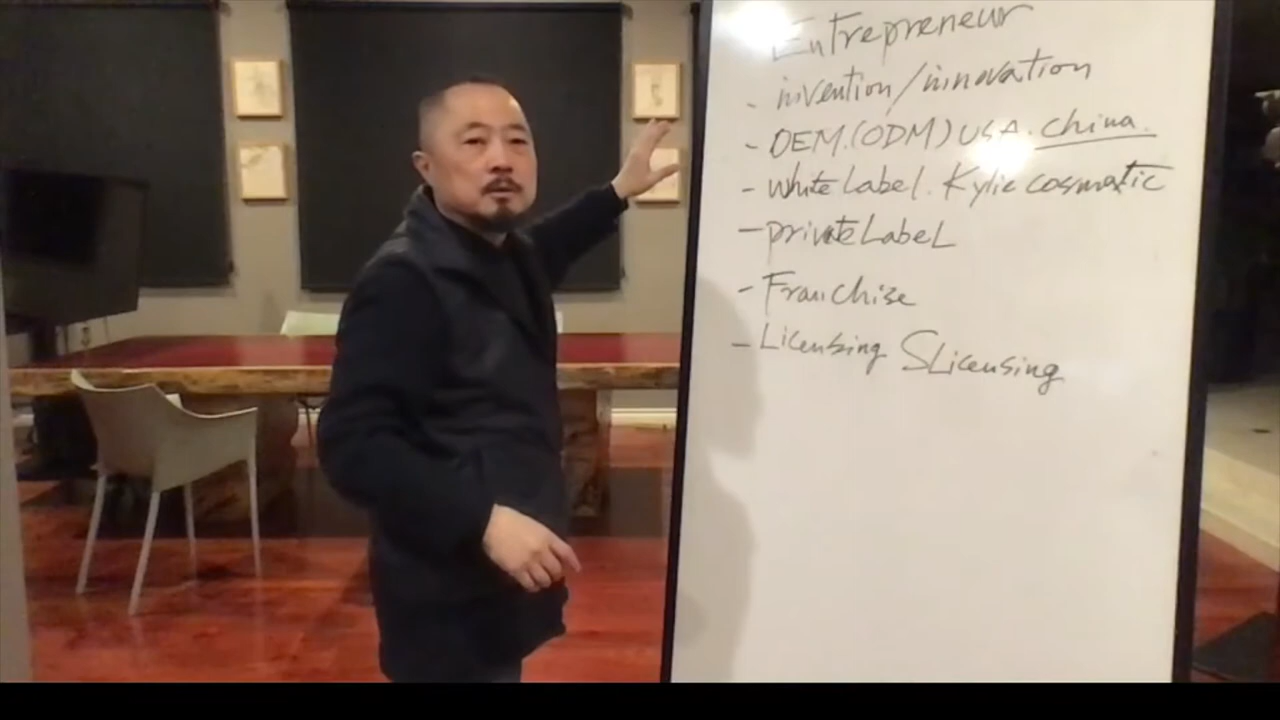 Entrepreneur
- invention/innovation
- OEM.(ODM) USA. China.
- White Label. Kylie cosmatic
- private LabeL
- Franchise
- Licensing SLicensing